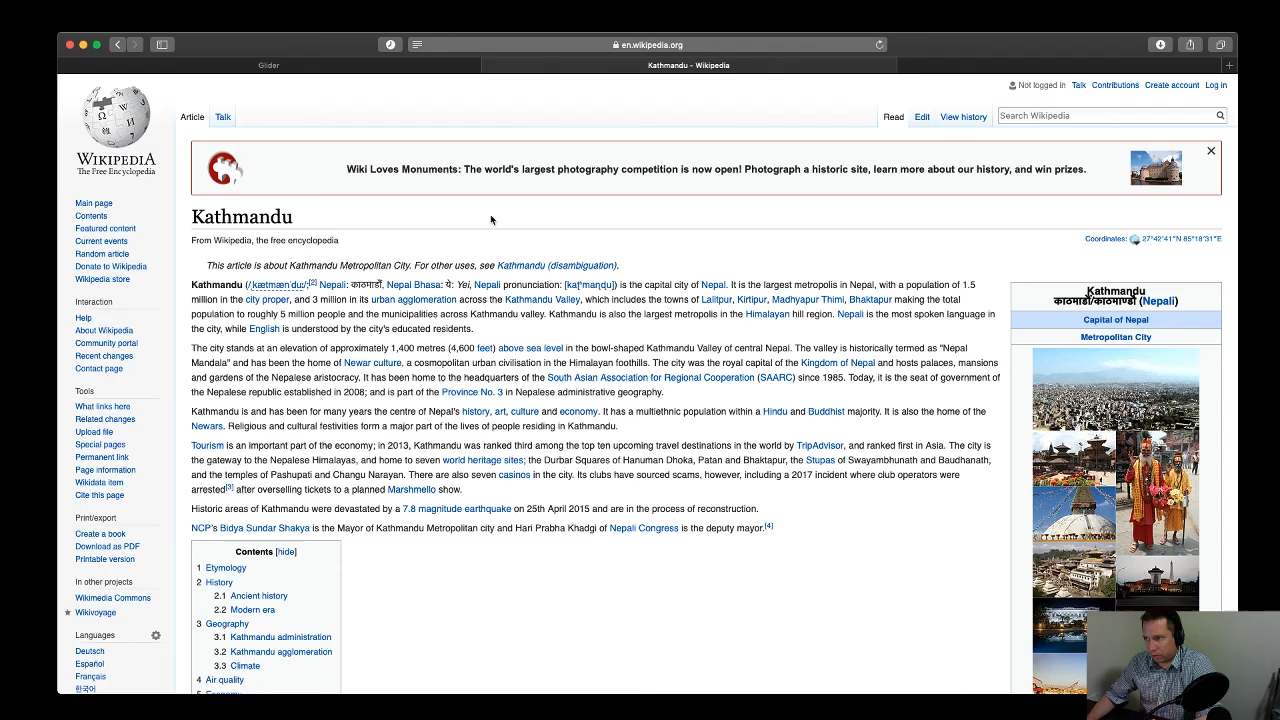 en.wikipedia.org
Glider
Kathmandu – Wikipedia
Not logged in Talk Contributions Create account Log in
Article Talk
Read Edit View history
Search Wikipedia
WIKIPEDIA
The Free Encyclopedia
Wiki Loves Monuments: The world's largest photography competition is now open! Photograph a historic site, learn more about our history, and win prizes.
Main page
Contents
Featured content
Current events
Random article
Donate to Wikipedia
Wikipedia store
Interaction
Help
About Wikipedia
Community portal
Recent changes
Contact page
Tools
What links here
Related changes
Upload file
Special pages
Permanent link
Page information
Wikidata item
Cite this page
Print/export
Create a book
Download as PDF
Printable version
In other projects
Wikimedia Commons
Wikivoyage
Languages
Deutsch
Español
Français
한국어
Kathmandu
From Wikipedia, the free encyclopedia
Coordinates: 27°42′41″N 85°18′31″E
This article is about Kathmandu Metropolitan City. For other uses, see Kathmandu (disambiguation).
Kathmandu (/ˌkætmænˈduː/;[2] Nepali: काठमाडौँ, Nepal Bhasa: ये: Yei, Nepali pronunciation: [kaʈʰmaɳɖu]) is the capital city of Nepal. It is the largest metropolis in Nepal, with a population of 1.5
million in the city proper, and 3 million in its urban agglomeration across the Kathmandu Valley, which includes the towns of Lalitpur, Kirtipur, Madhyapur Thimi, Bhaktapur making the total
population to roughly 5 million people and the municipalities across Kathmandu valley. Kathmandu is also the largest metropolis in the Himalayan hill region. Nepali is the most spoken language in
the city, while English is understood by the city's educated residents.
The city stands at an elevation of approximately 1,400 metres (4,600 feet) above sea level in the bowl-shaped Kathmandu Valley of central Nepal. The valley is historically termed as "Nepal
Mandala" and has been the home of Newar culture, a cosmopolitan urban civilisation in the Himalayan foothills. The city was the royal capital of the Kingdom of Nepal and hosts palaces, mansions
and gardens of the Nepalese aristocracy. It has been home to the headquarters of the South Asian Association for Regional Cooperation (SAARC) since 1985. Today, it is the seat of government of
the Nepalese republic established in 2008; and is part of the Province No. 3 in Nepalese administrative geography.
Kathmandu is and has been for many years the centre of Nepal's history, art, culture and economy. It has a multiethnic population within a Hindu and Buddhist majority. It is also the home of the
Newars. Religious and cultural festivities form a major part of the lives of people residing in Kathmandu.
Tourism is an important part of the economy; in 2013, Kathmandu was ranked third among the top ten upcoming travel destinations in the world by TripAdvisor, and ranked first in Asia. The city is
the gateway to the Nepalese Himalayas, and home to seven world heritage sites; the Durbar Squares of Hanuman Dhoka, Patan and Bhaktapur, the Stupas of Swayambhunath and Baudhanath,
and the temples of Pashupati and Changu Narayan. There are also seven casinos in the city. Its clubs have sourced scams, however, including a 2017 incident where club operators were
arrested[3] after overselling tickets to a planned Marshmello show.
Historic areas of Kathmandu were devastated by a 7.8 magnitude earthquake on 25th April 2015 and are in the process of reconstruction.
NCP's Bidya Sundar Shakya is the Mayor of Kathmandu Metropolitan city and Hari Prabha Khadgi of Nepali Congress is the deputy mayor.[4]
Contents [hide]
1 Etymology
2 History
2.1 Ancient history
2.2 Modern era
3 Geography
3.1 Kathmandu administration
3.2 Kathmandu agglomeration
3.3 Climate
4 Air quality
5 Economy
Kathmandu
काठमाडौँ/काठमाण्डौ (Nepali)
Capital of Nepal
Metropolitan City